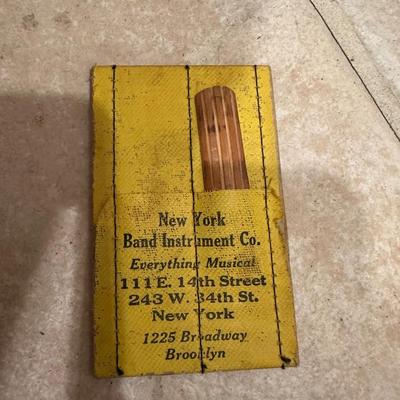 New York
Band Instrument Co.
Everything Musical
111 E. 14th Street
243 W. 34th St.
New York
1225 Broadway
Brooklyn